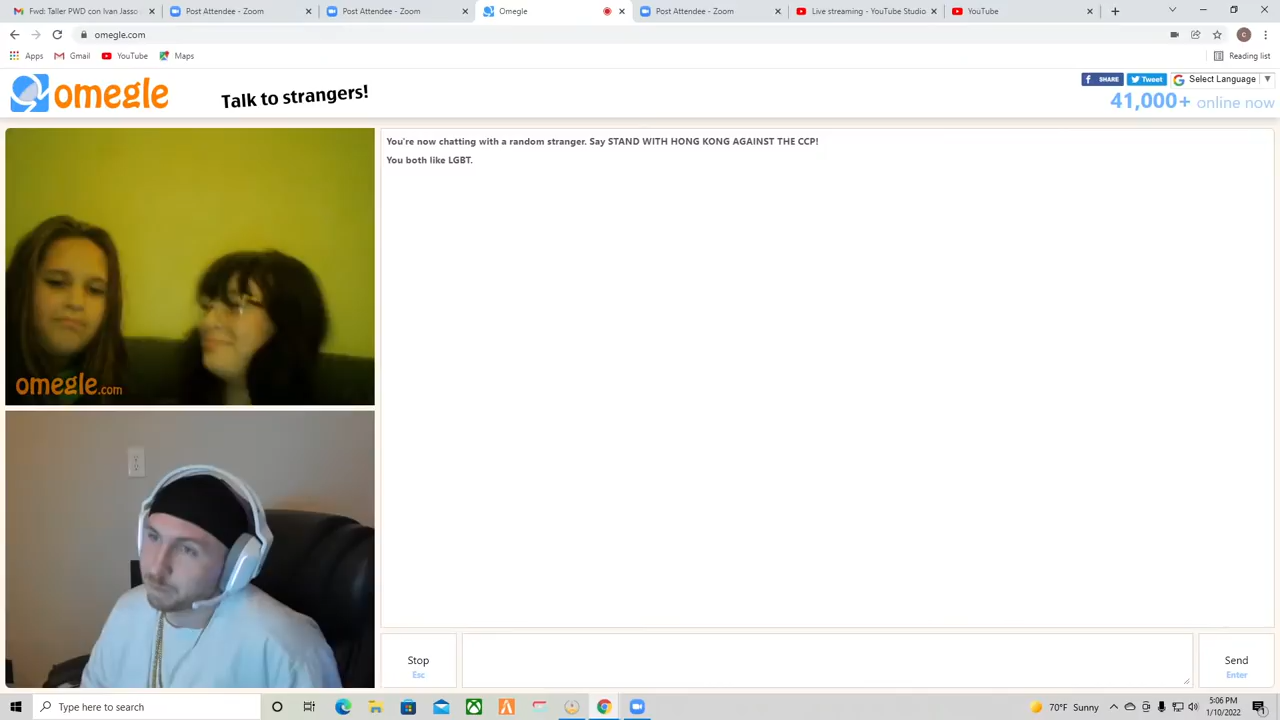 Fwd: Taller PWD con Ivan Jasso
Post Attendee - Zoom
Post Attendee - Zoom
Omegle
Post Attendee - Zoom
Live streaming - YouTube Studio
YouTube
omegle.com
Apps
Gmail
YouTube
Maps
Reading list
omegle
Talk to strangers!
SHARE
Tweet
Select Language
41,000+ online now
You're now chatting with a random stranger. Say STAND WITH HONG KONG AGAINST THE CCP!
You both like LGBT.
omegle.com
Stop
Esc
Send
Enter
Type here to search
70°F Sunny
5:06 PM
1/10/2022